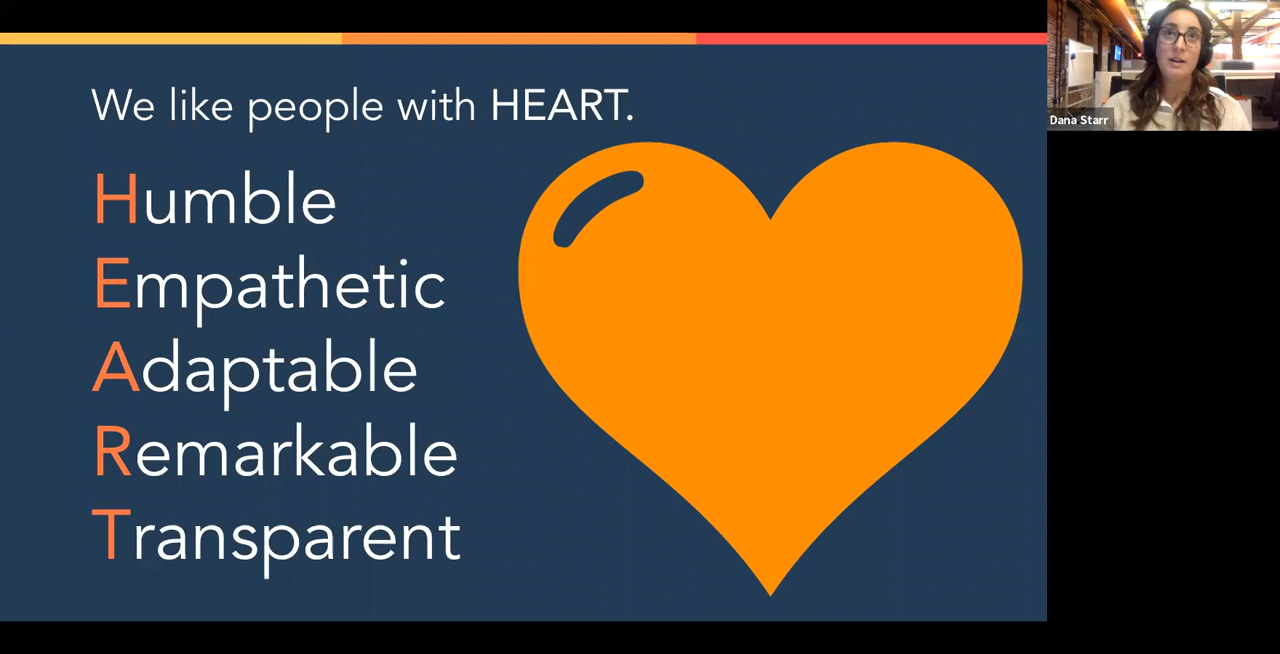 We like people with HEART.
Humble
Empathetic
Adaptable
Remarkable
Transparent
Dana Starr